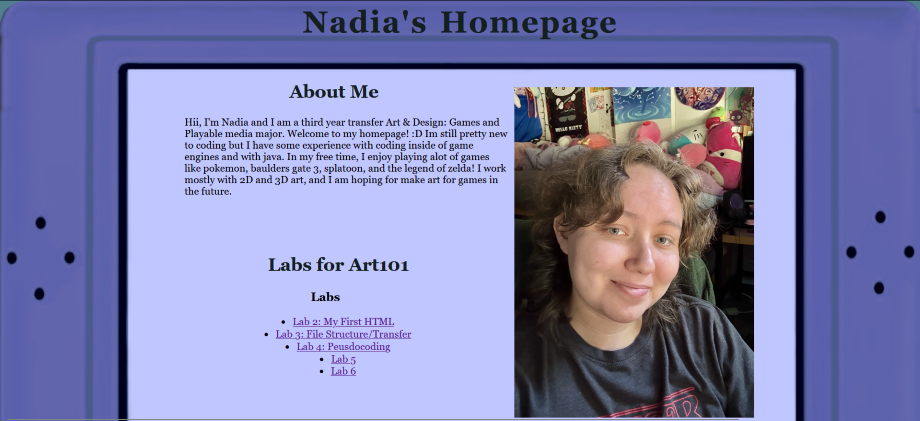 Nadia's Homepage
About Me
Hii, I'm Nadia and I am a third year transfer Art & Design: Games and
Playable media major. Welcome to my homepage! :D Im still pretty new
to coding but I have some experience with coding inside of game
engines and with java. In my free time, I enjoy playing alot of games
like pokemon, baulders gate 3, splatoon, and the legend of zelda! I work
mostly with 2D and 3D art, and I am hoping for make art for games in
the future.
HELLO KITTY
Labs for Art101
Labs
Lab 2: My First HTML
Lab 3: File Structure/Transfer
Lab 4: Peusdocoding
Lab 5
Lab 6